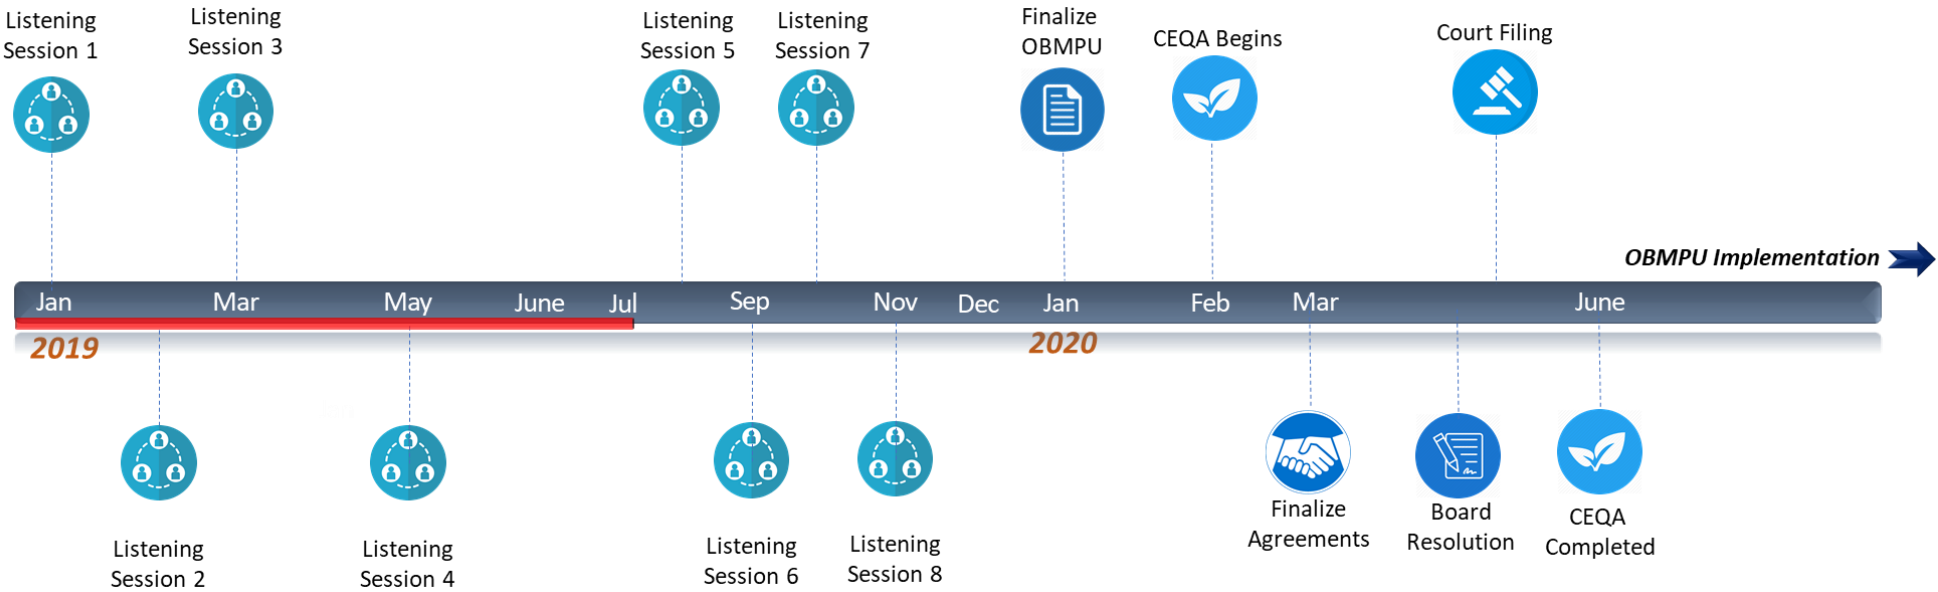 Listening
Session 1
Listening
Session 3
Listening
Session 5
Listening
Session 7
Finalize
OBMPU
CEQA Begins
Court Filing
OBMPU Implementation
Jan
Mar
May
June
Jul
Sep
Nov
Dec
Jan
Feb
Mar
June
2019
2020
Listening
Session 2
Listening
Session 4
Listening
Session 6
Listening
Session 8
Finalize
Agreements
Board
Resolution
CEQA
Completed